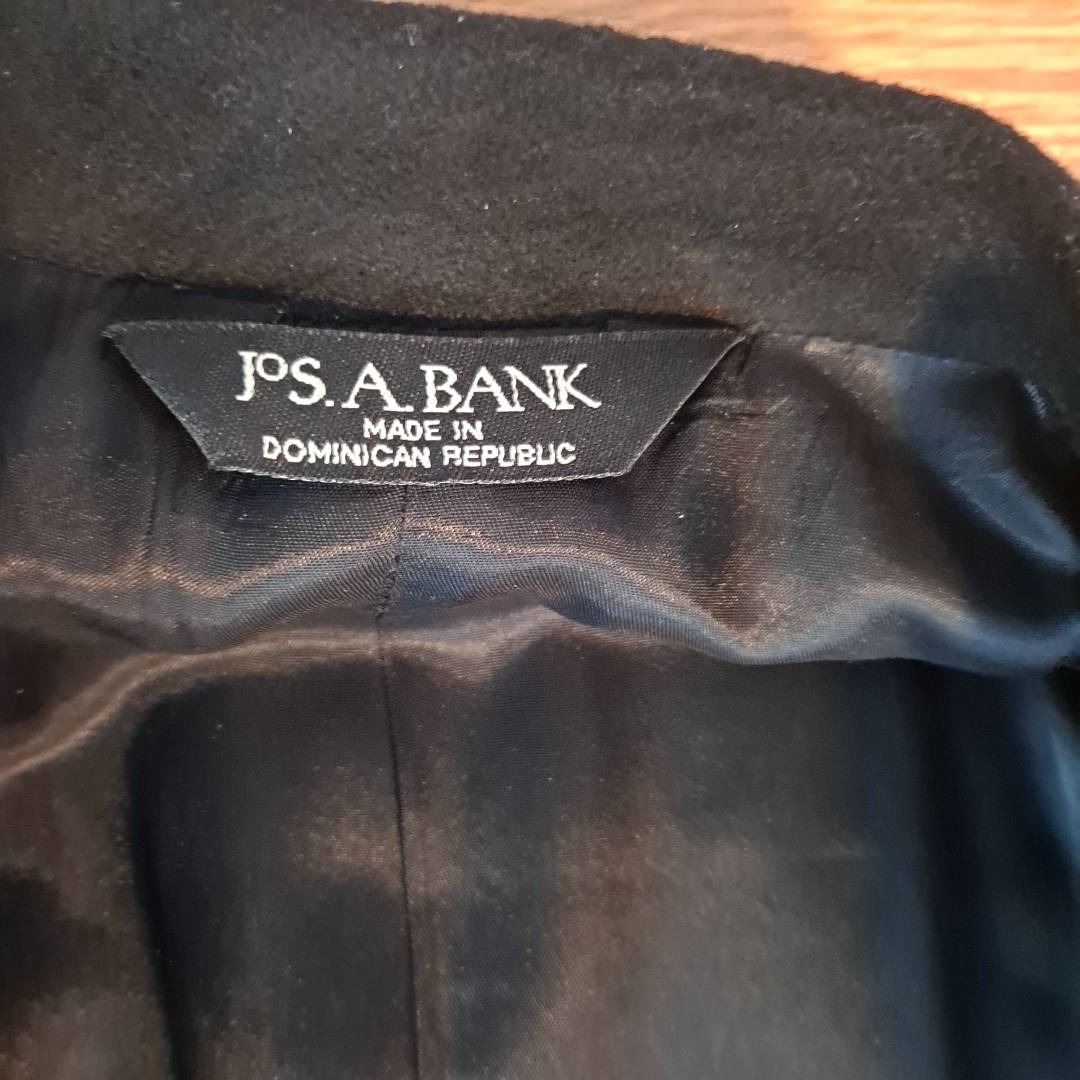 JOS. A. BANK
MADE IN
DOMINICAN REPUBLIC